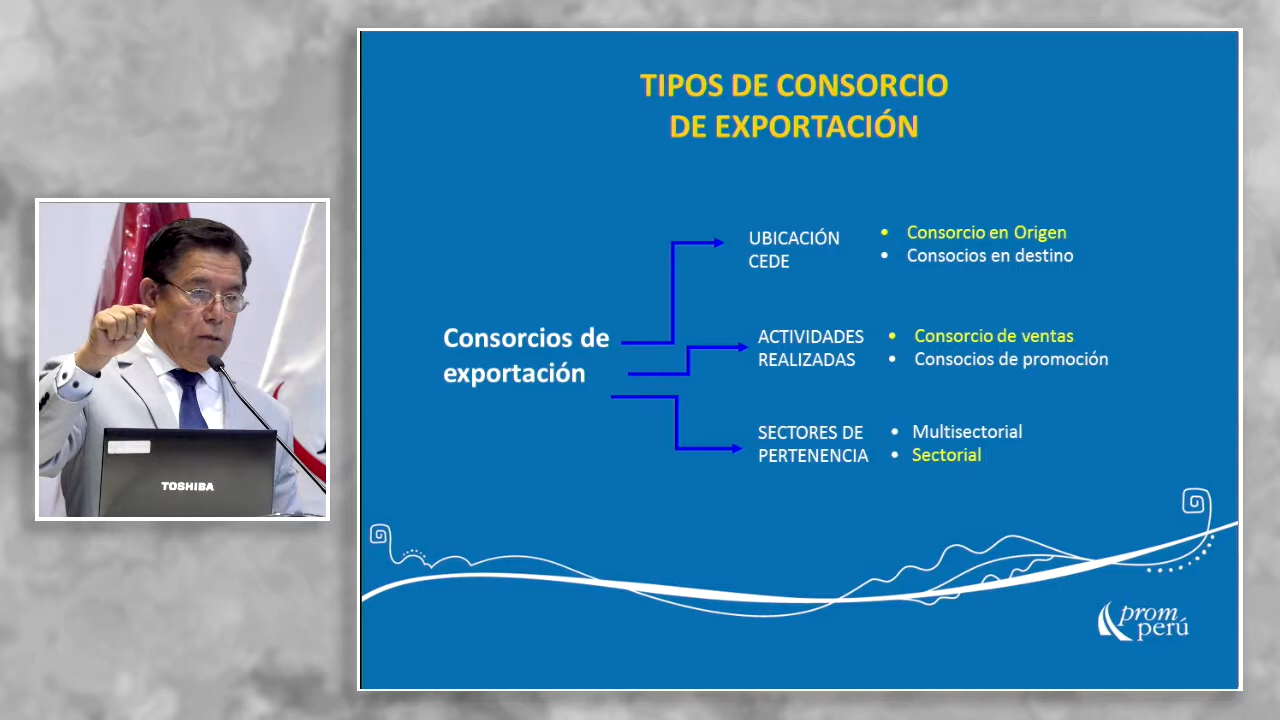 TIPOS DE CONSORCIO
DE EXPORTACIÓN
Consorcios de
exportación
UBICACIÓN
CEDE
• Consorcio en Origen
• Consocios en destino
ACTIVIDADES
REALIZADAS
• Consorcio de ventas
• Consocios de promoción
SECTORES DE
PERTENENCIA
• Multisectorial
• Sectorial
prom
perú
TOSHIBA